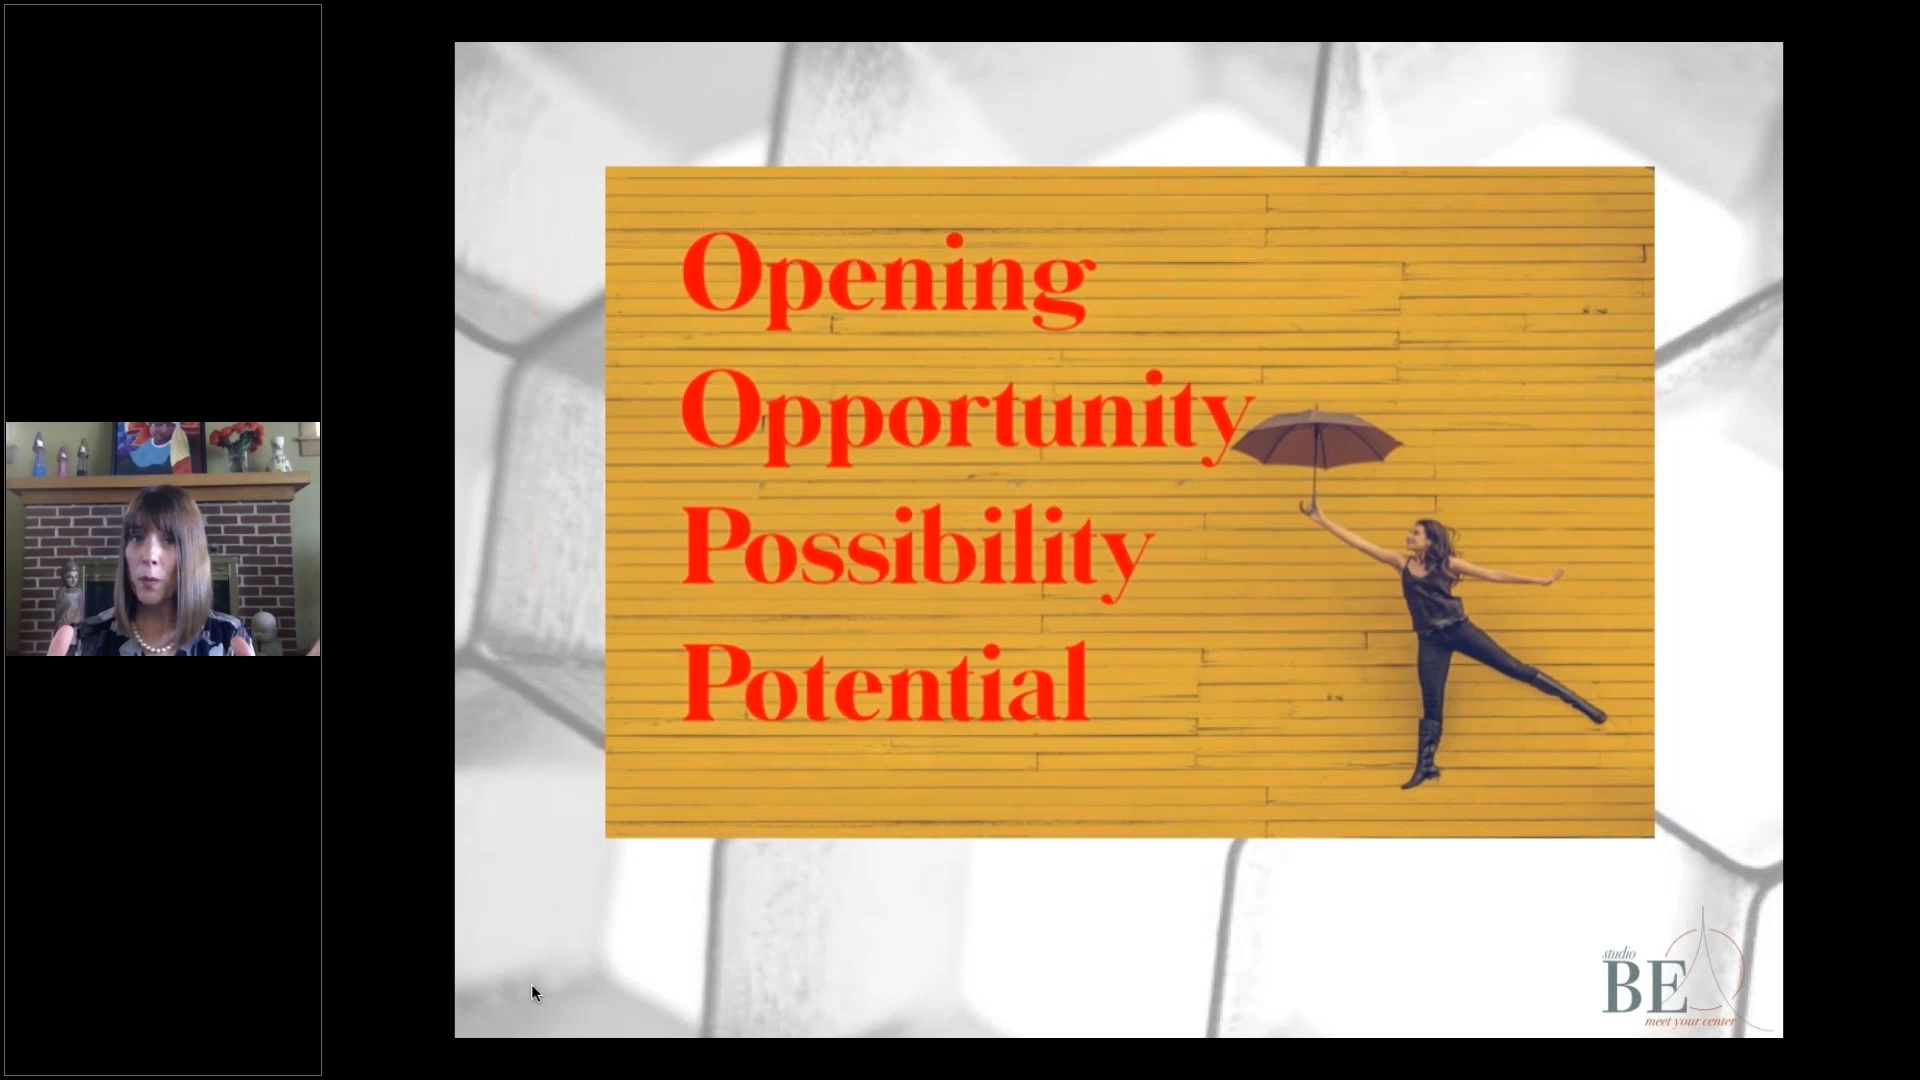 Opening
Opportunity
Possibility
Potential
studio
BE
meet your center